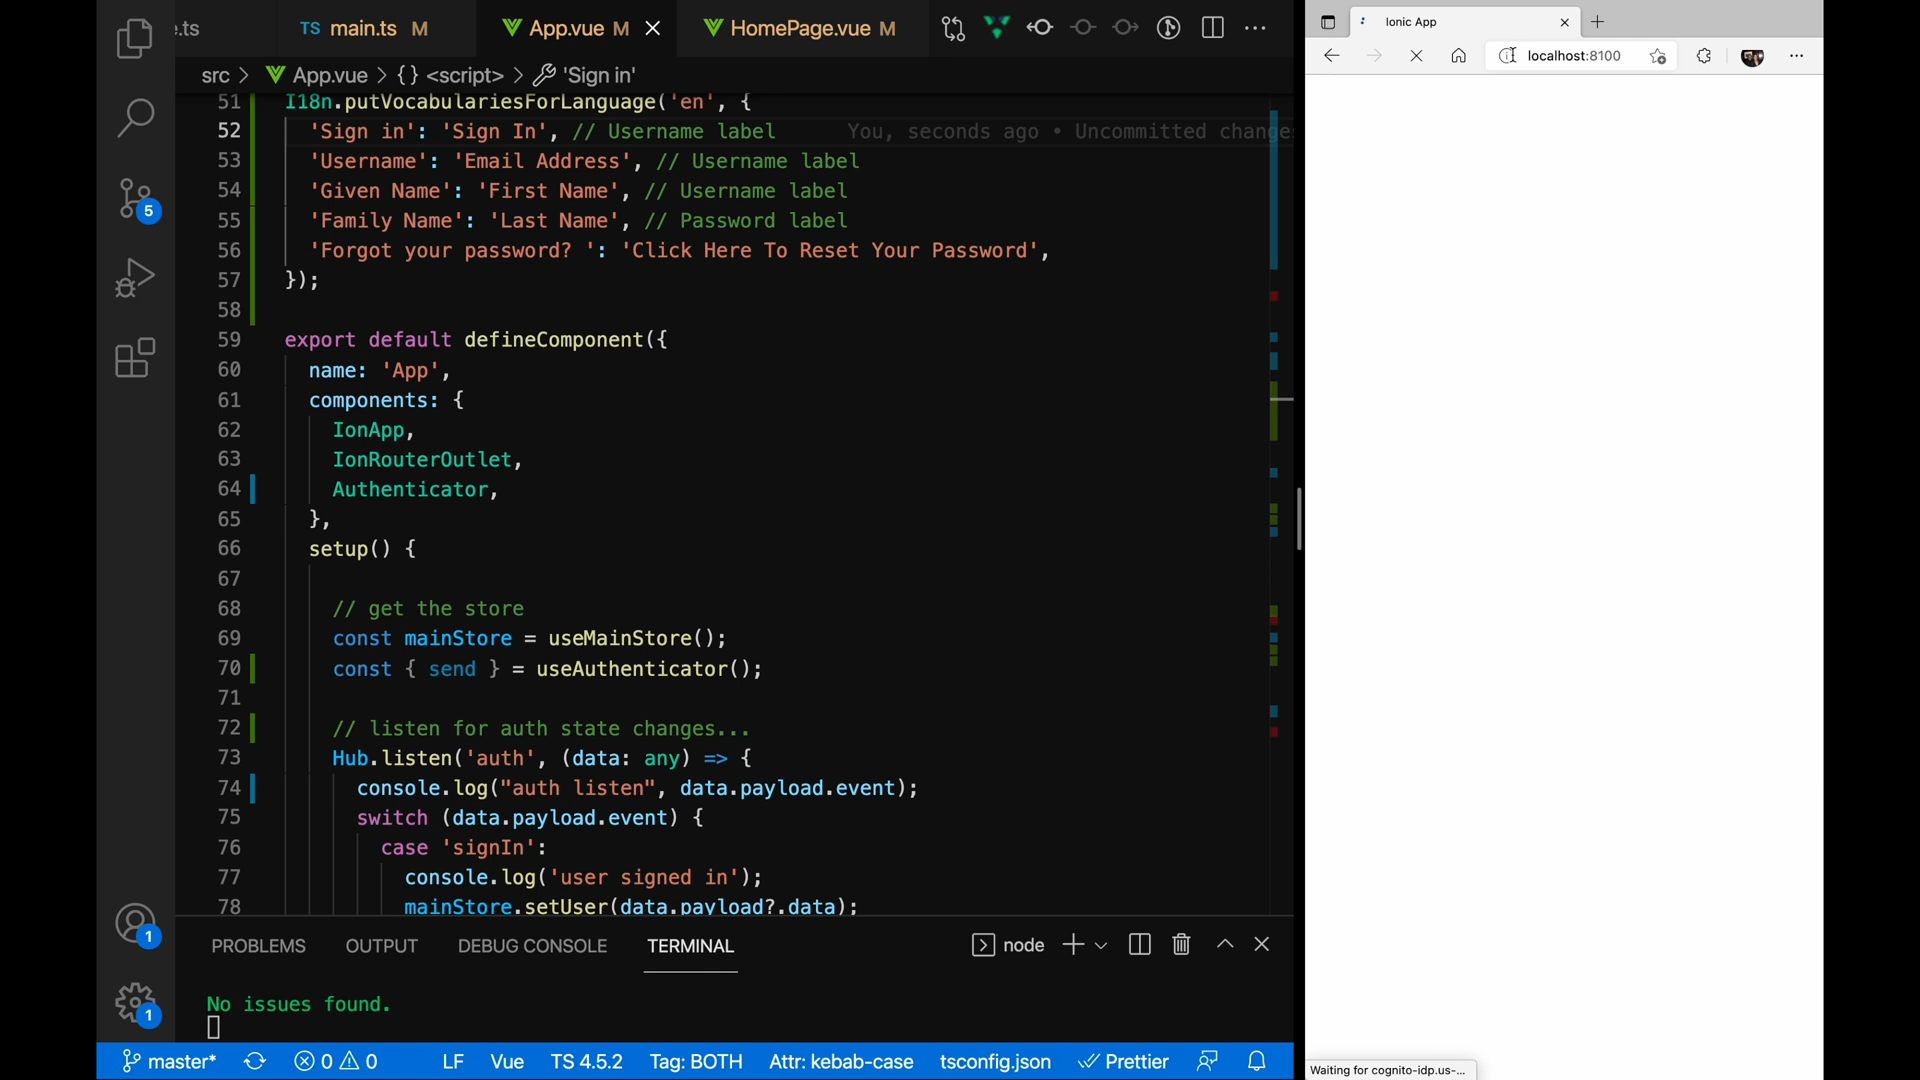 e.ts
TS main.ts M
App.vue M
HomePage.vue M
src > App.vue > {} <script> > 'Sign in'
51 I18n.putVocabulariesForLanguage('en', {
52 'Sign in': 'Sign In', // Username label You, seconds ago • Uncommitted changes
53 'Username': 'Email Address', // Username label
54 'Given Name': 'First Name', // Username label
55 'Family Name': 'Last Name', // Password label
56 'Forgot your password? ': 'Click Here To Reset Your Password',
57 });
58
59 export default defineComponent({
60 name: 'App',
61 components: {
62 IonApp,
63 IonRouterOutlet,
64 Authenticator,
65 },
66 setup() {
67
68 // get the store
69 const mainStore = useMainStore();
70 const { send } = useAuthenticator();
71
72 // listen for auth state changes...
73 Hub.listen('auth', (data: any) => {
74 console.log("auth listen", data.payload.event);
75 switch (data.payload.event) {
76 case 'signIn':
77 console.log('user signed in');
78 mainStore.setUser(data.payload?.data);
5
1
1
PROBLEMS OUTPUT DEBUG CONSOLE TERMINAL node
No issues found.
master* 0 0 LF Vue TS 4.5.2 Tag: BOTH Attr: kebab-case tsconfig.json Prettier
Ionic App
localhost:8100
Waiting for cognito-idp.us-...